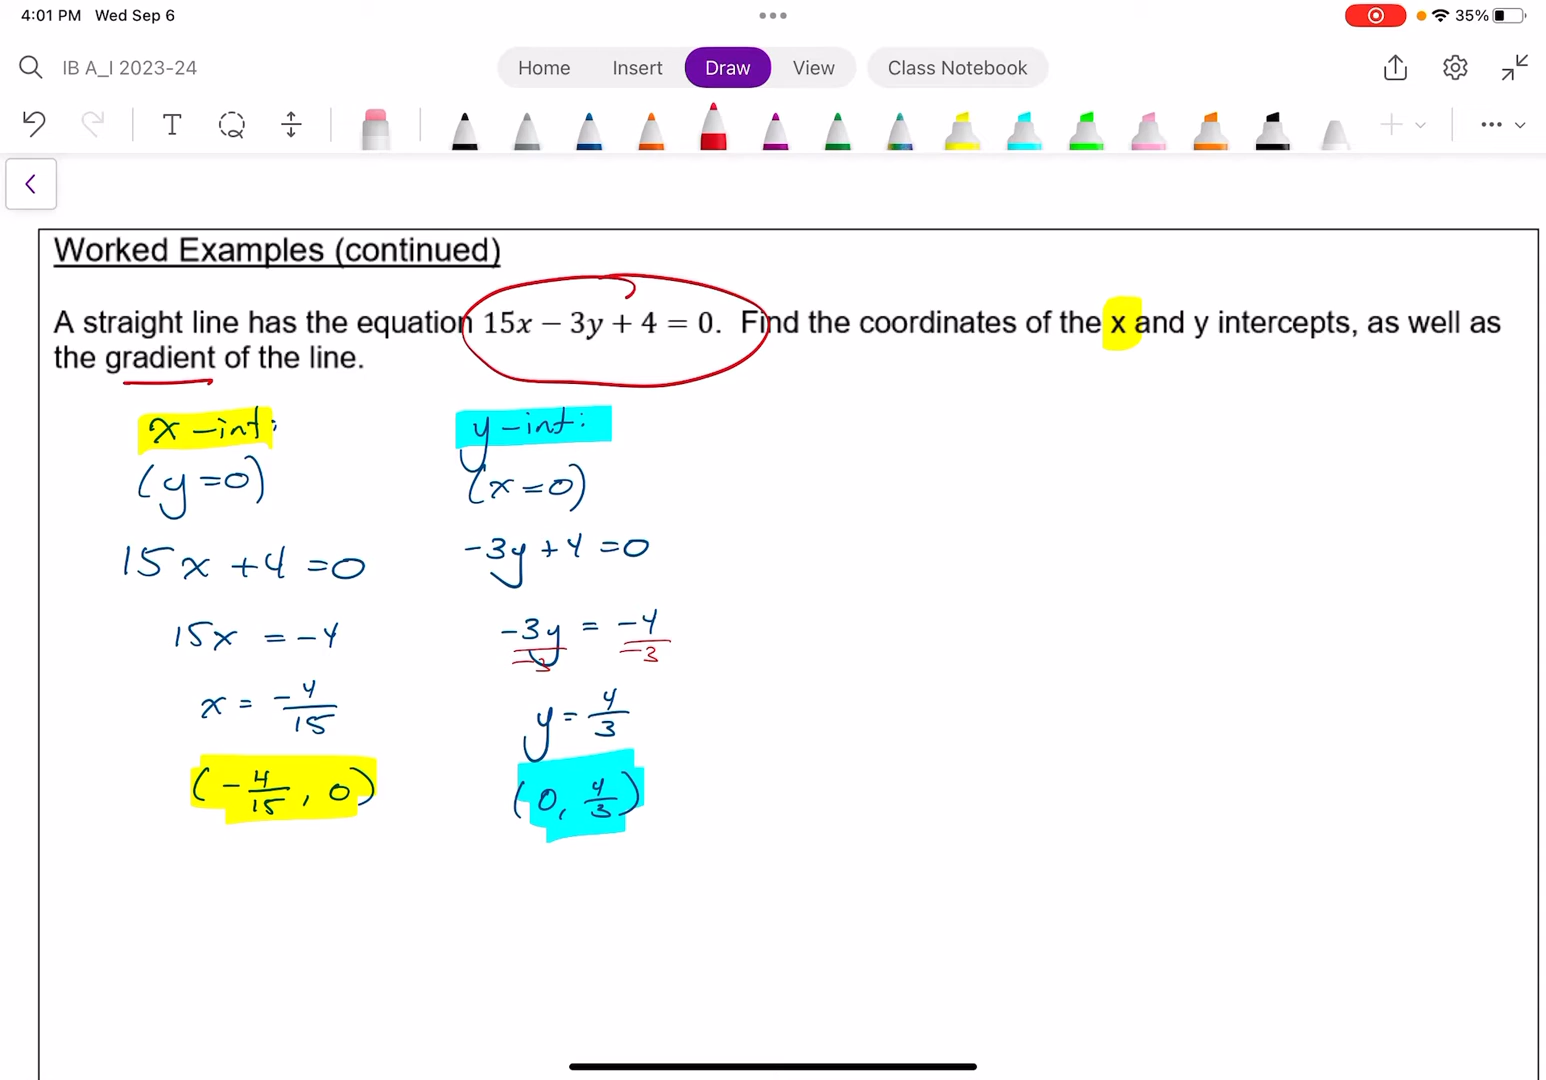 4:01 PM Wed Sep 6
35%
IB A_I 2023-24
Home Insert Draw View Class Notebook
T
Worked Examples (continued)
A straight line has the equation 15x − 3y + 4 = 0. Find the coordinates of the x and y intercepts, as well as
the gradient of the line.
x-int:
(y=0)
15x +4 =0
15x = -4
x = -4/15
(-4/15, 0)
y-int:
(x=0)
-3y+4 =0
-3y/-3 = -4/-3
y = 4/3
(0, 4/3)